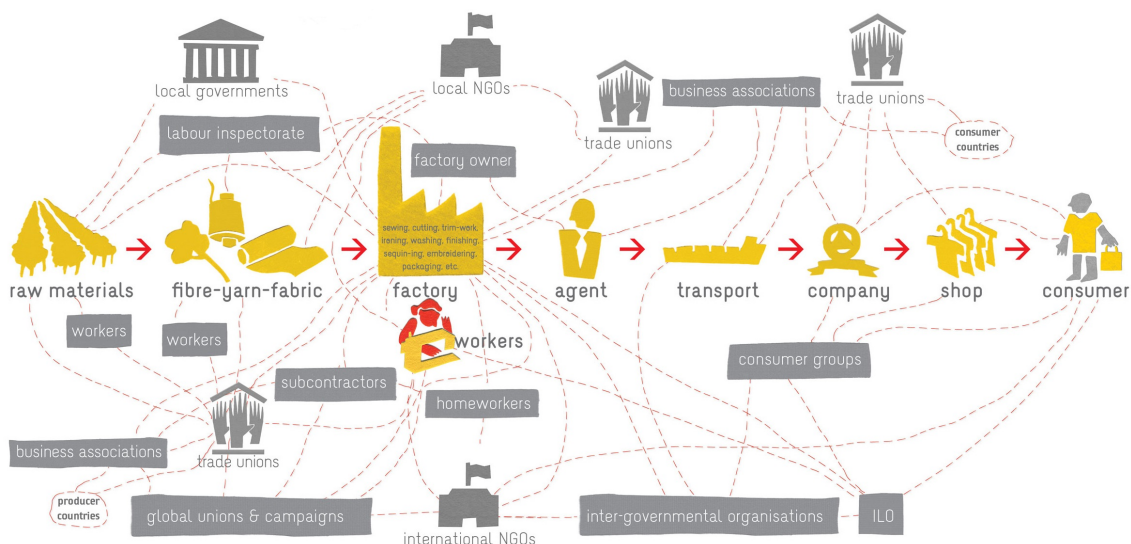 local governments
local NGOs
trade unions
business associations
trade unions
consumer
countries
labour inspectorate
factory owner
sewing, cutting, trim-work,
ironing, washing, finishing,
sequin-ing, embroidering,
packaging, etc.
raw materials
fibre-yarn-fabric
factory
agent
transport
company
shop
consumer
workers
workers
workers
subcontractors
homeworkers
consumer groups
business associations
trade unions
producer
countries
global unions & campaigns
international NGOs
inter-governmental organisations
ILO